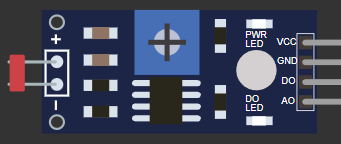 +
PWR
LED
VCC
GND
DO
DO
LED
AO
−